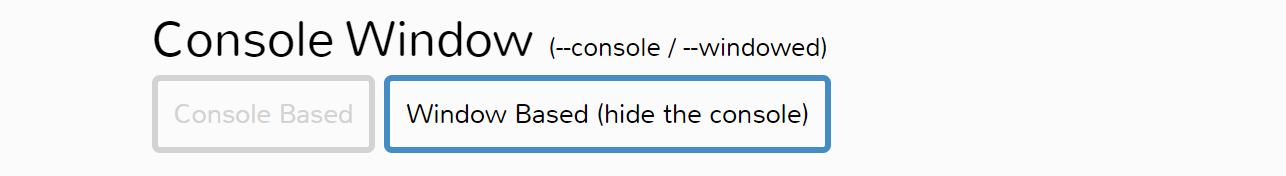 Console Window (--console / --windowed)
Console Based Window Based (hide the console)